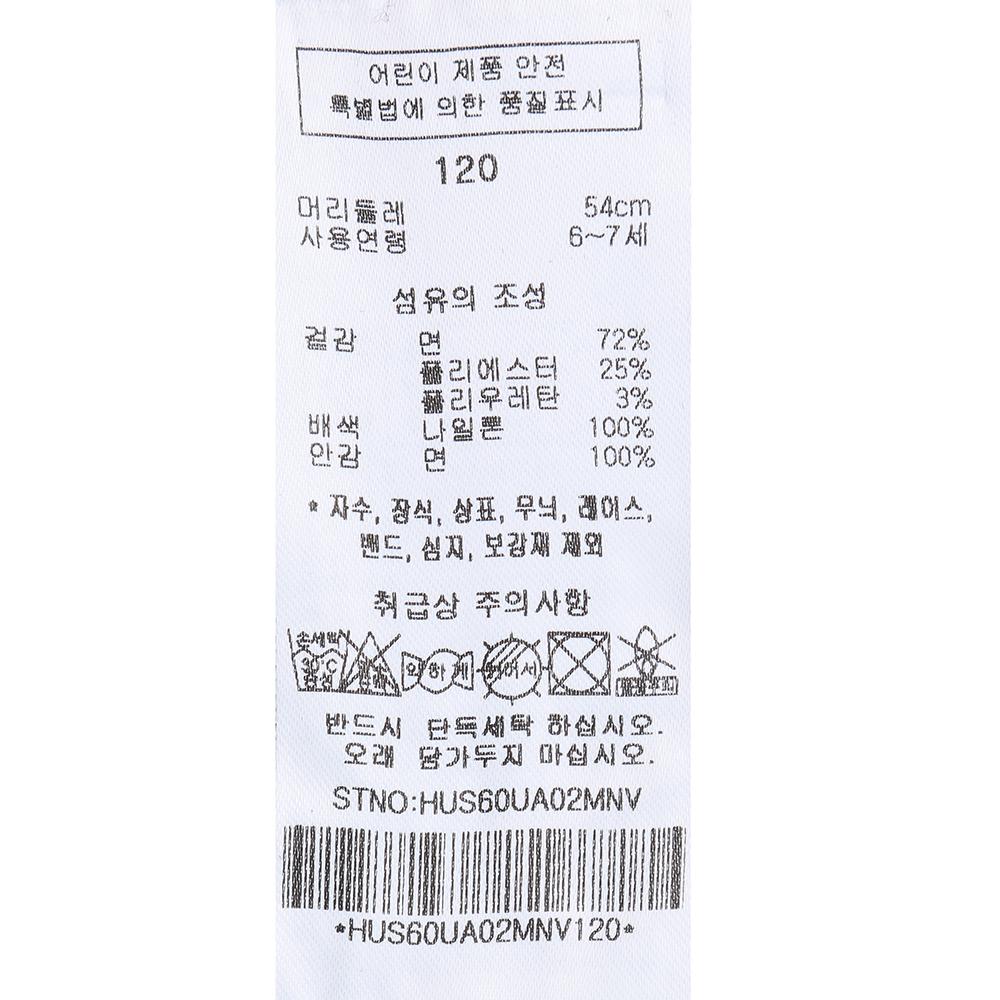 어린이 제품 안전
특별법에 의한 품질표시
120
머리둘레 54cm
사용연령 6~7세
섬유의 조성
겉감 면 72%
폴리에스터 25%
폴리우레탄 3%
배색 나일론 100%
안감 면 100%
* 자수, 장식, 상표, 무늬, 레이스,
밴드, 심지, 보강재 제외
취급상 주의사항
손세탁 30°C 중성 약하게 뉘어서
반드시 단독세탁 하십시오.
오래 담가두지 마십시오.
STNO:HUS60UA02MNV
*HUS60UA02MNV120*